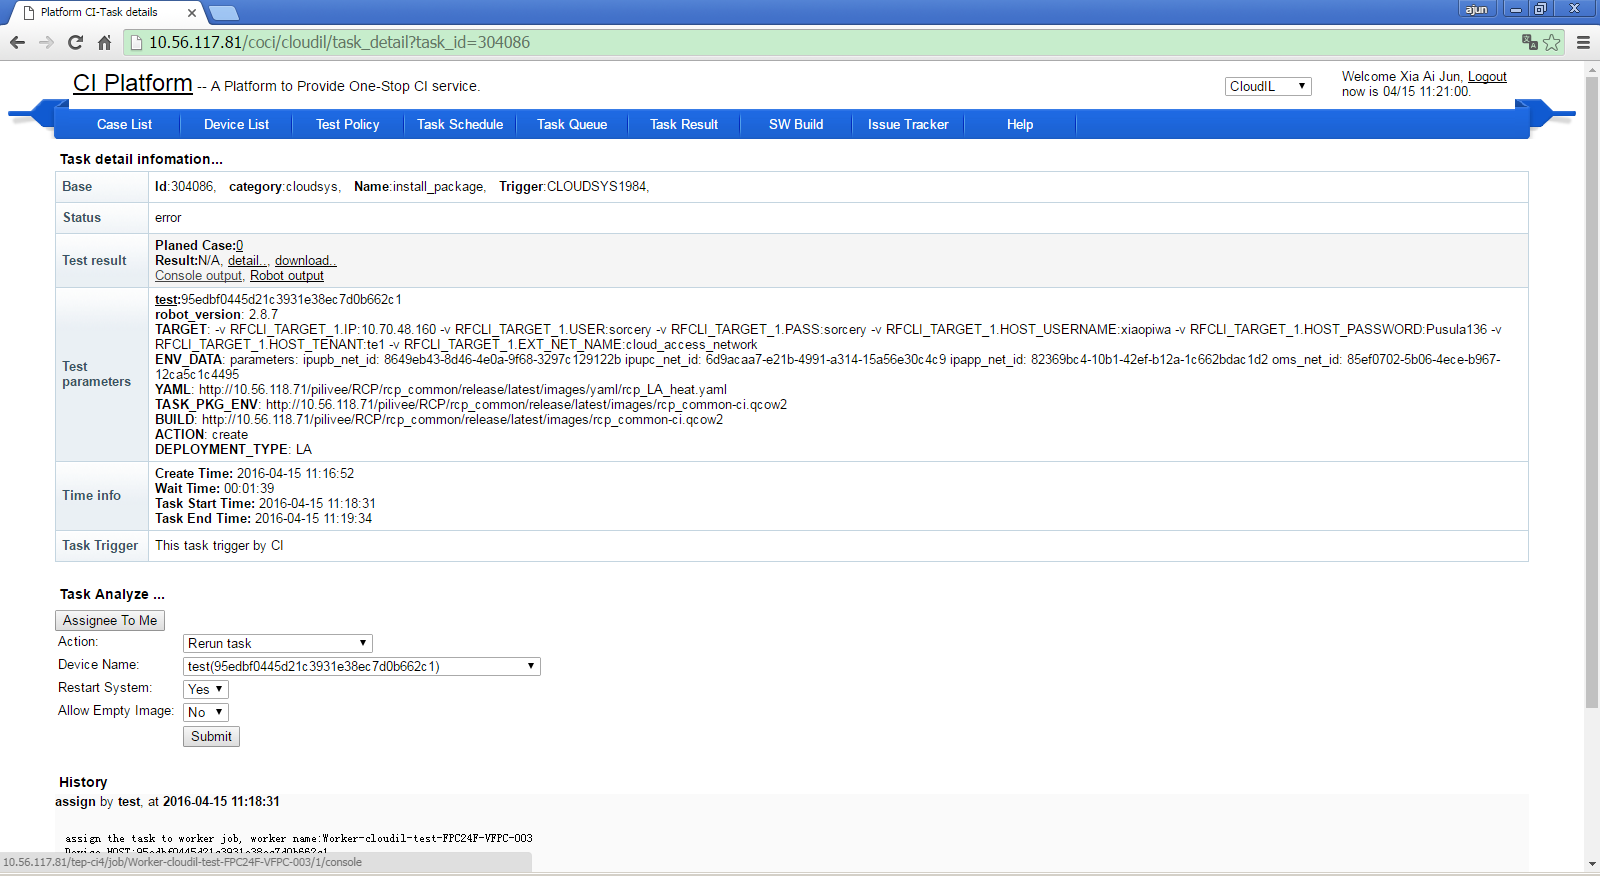 Platform CI-Task details
ajun
10.56.117.81/coci/cloudil/task_detail?task_id=304086
CI Platform -- A Platform to Provide One-Stop CI service.
CloudIL
Welcome Xia Ai Jun, Logout
now is 04/15 11:21:00.
Case List
Device List
Test Policy
Task Schedule
Task Queue
Task Result
SW Build
Issue Tracker
Help
Task detail infomation...
Base
Id:304086, category:cloudsys, Name:install_package, Trigger:CLOUDSYS1984,
Status
error
Test result
Planed Case:0
Result:N/A, detail.., download..
Console output, Robot output
Test parameters
test:95edbf0445d21c3931e38ec7d0b662c1
robot_version: 2.8.7
TARGET: -v RFCLI_TARGET_1.IP:10.70.48.160 -v RFCLI_TARGET_1.USER:sorcery -v RFCLI_TARGET_1.PASS:sorcery -v RFCLI_TARGET_1.HOST_USERNAME:xiaopiwa -v RFCLI_TARGET_1.HOST_PASSWORD:Pusula136 -v
RFCLI_TARGET_1.HOST_TENANT:te1 -v RFCLI_TARGET_1.EXT_NET_NAME:cloud_access_network
ENV_DATA: parameters: ipupb_net_id: 8649eb43-8d46-4e0a-9f68-3297c129122b ipupc_net_id: 6d9acaa7-e21b-4991-a314-15a56e30c4c9 ipapp_net_id: 82369bc4-10b1-42ef-b12a-1c662bdac1d2 oms_net_id: 85ef0702-5b06-4ece-b967-
12ca5c1c4495
YAML: http://10.56.118.71/pilivee/RCP/rcp_common/release/latest/images/yaml/rcp_LA_heat.yaml
TASK_PKG_ENV: http://10.56.118.71/pilivee/RCP/rcp_common/release/latest/images/rcp_common-ci.qcow2
BUILD: http://10.56.118.71/pilivee/RCP/rcp_common/release/latest/images/rcp_common-ci.qcow2
ACTION: create
DEPLOYMENT_TYPE: LA
Time info
Create Time: 2016-04-15 11:16:52
Wait Time: 00:01:39
Task Start Time: 2016-04-15 11:18:31
Task End Time: 2016-04-15 11:19:34
Task Trigger
This task trigger by CI
Task Analyze ...
Assignee To Me
Action: Rerun task
Device Name: test(95edbf0445d21c3931e38ec7d0b662c1)
Restart System: Yes
Allow Empty Image: No
Submit
History
assign by test, at 2016-04-15 11:18:31
assign the task to worker job, worker name:Worker-cloudil-test-FPC24F-VFPC-003
Device HOST:95edbf0445d21c3931e38ec7d0b662c1
10.56.117.81/tep-ci4/job/Worker-cloudil-test-FPC24F-VFPC-003/1/console